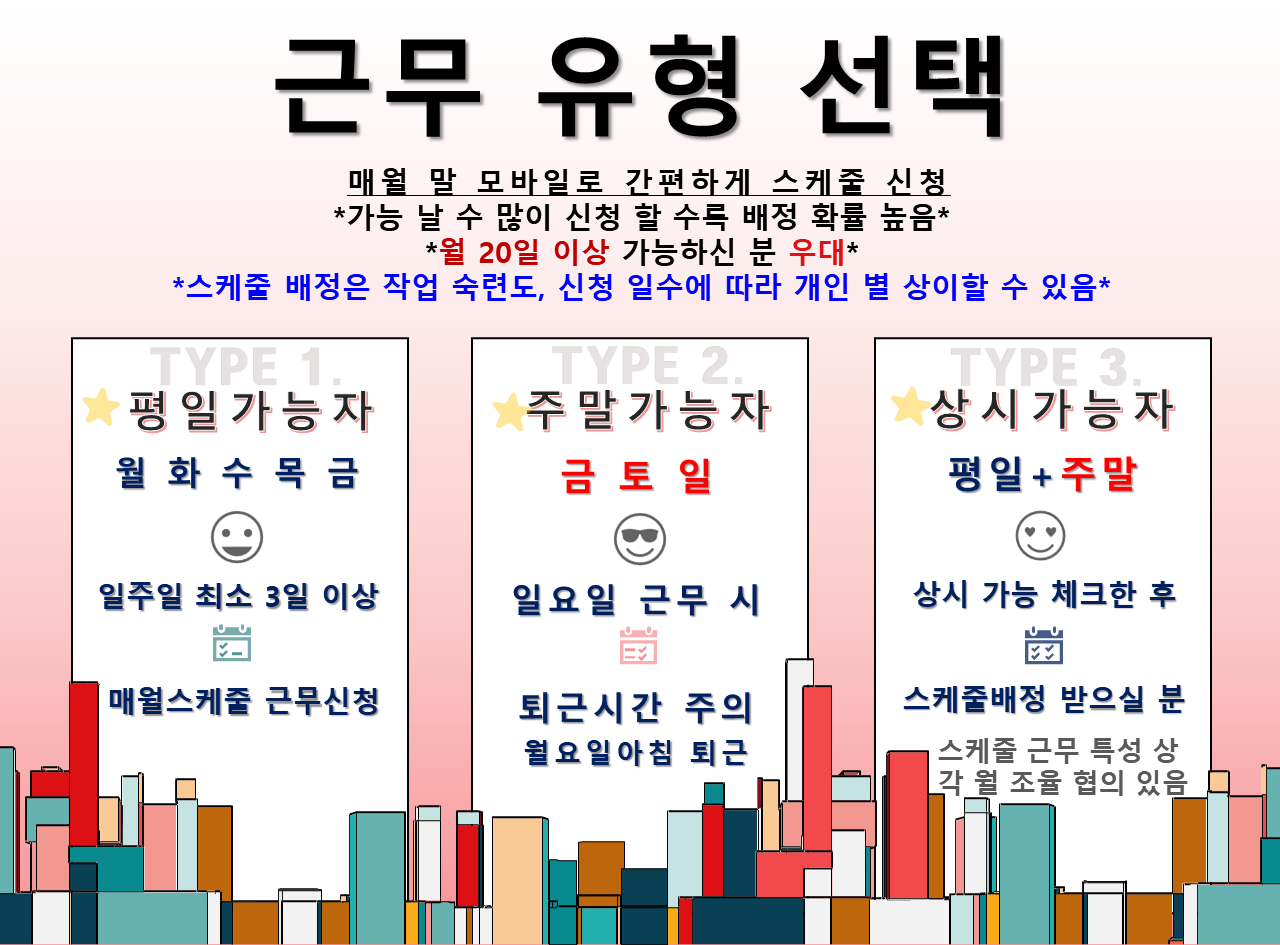 근무 유형 선택
매월 말 모바일로 간편하게 스케줄 신청
*가능 날 수 많이 신청 할 수록 배정 확률 높음*
*월 20일 이상 가능하신 분 우대*
*스케줄 배정은 작업 숙련도, 신청 일수에 따라 개인 별 상이할 수 있음*
TYPE 1.
평일가능자
월 화 수 목 금
일주일 최소 3일 이상
매월스케줄 근무신청
TYPE 2.
주말가능자
금 토 일
일요일 근무 시
퇴근시간 주의
월요일아침 퇴근
TYPE 3.
상시가능자
평일+주말
상시 가능 체크한 후
스케줄배정 받으실 분
스케줄 근무 특성 상
각 월 조율 협의 있음